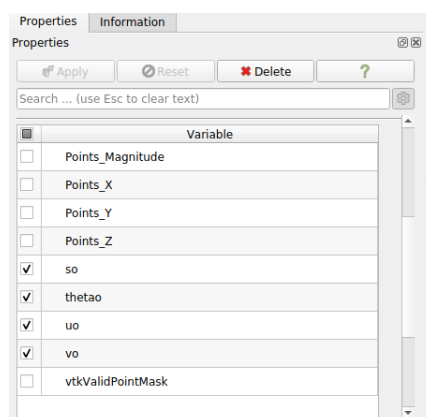 Properties Information
Properties
Apply Reset Delete ?
Search ... (use Esc to clear text)
Variable
Points_Magnitude
Points_X
Points_Y
Points_Z
so
thetao
uo
vo
vtkValidPointMask